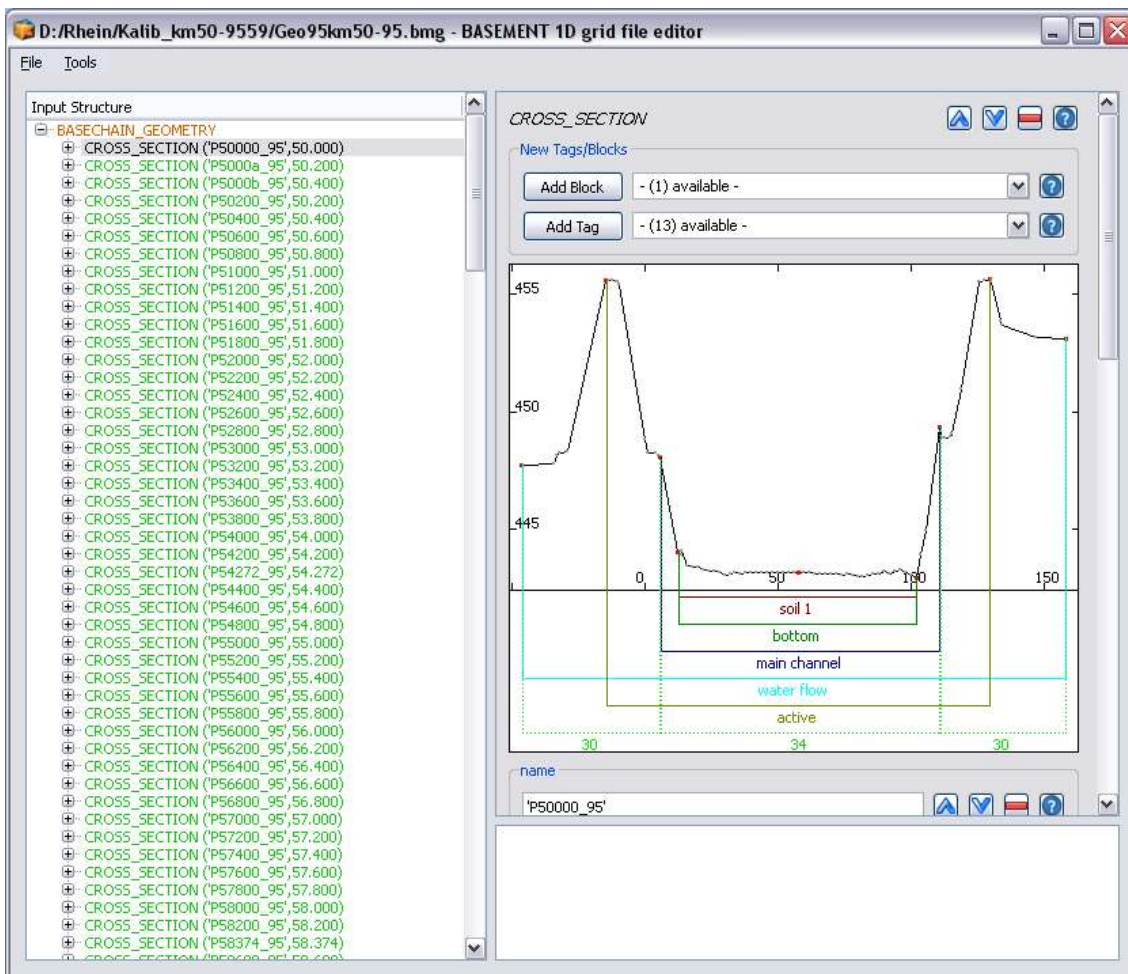 D:/Rhein/Kalib_km50-9559/Geo95km50-95.bmg - BASEMENT 1D grid file editor
File Tools
Input Structure
BASECHAIN_GEOMETRY
CROSS_SECTION ('P50000_95',50.000)
CROSS_SECTION ('P5000a_95',50.200)
CROSS_SECTION ('P5000b_95',50.400)
CROSS_SECTION ('P50200_95',50.200)
CROSS_SECTION ('P50400_95',50.400)
CROSS_SECTION ('P50600_95',50.600)
CROSS_SECTION ('P50800_95',50.800)
CROSS_SECTION ('P51000_95',51.000)
CROSS_SECTION ('P51200_95',51.200)
CROSS_SECTION ('P51400_95',51.400)
CROSS_SECTION ('P51600_95',51.600)
CROSS_SECTION ('P51800_95',51.800)
CROSS_SECTION ('P52000_95',52.000)
CROSS_SECTION ('P52200_95',52.200)
CROSS_SECTION ('P52400_95',52.400)
CROSS_SECTION ('P52600_95',52.600)
CROSS_SECTION ('P52800_95',52.800)
CROSS_SECTION ('P53000_95',53.000)
CROSS_SECTION ('P53200_95',53.200)
CROSS_SECTION ('P53400_95',53.400)
CROSS_SECTION ('P53600_95',53.600)
CROSS_SECTION ('P53800_95',53.800)
CROSS_SECTION ('P54000_95',54.000)
CROSS_SECTION ('P54200_95',54.200)
CROSS_SECTION ('P54272_95',54.272)
CROSS_SECTION ('P54400_95',54.400)
CROSS_SECTION ('P54600_95',54.600)
CROSS_SECTION ('P54800_95',54.800)
CROSS_SECTION ('P55000_95',55.000)
CROSS_SECTION ('P55200_95',55.200)
CROSS_SECTION ('P55400_95',55.400)
CROSS_SECTION ('P55600_95',55.600)
CROSS_SECTION ('P55800_95',55.800)
CROSS_SECTION ('P56000_95',56.000)
CROSS_SECTION ('P56200_95',56.200)
CROSS_SECTION ('P56400_95',56.400)
CROSS_SECTION ('P56600_95',56.600)
CROSS_SECTION ('P56800_95',56.800)
CROSS_SECTION ('P57000_95',57.000)
CROSS_SECTION ('P57200_95',57.200)
CROSS_SECTION ('P57400_95',57.400)
CROSS_SECTION ('P57600_95',57.600)
CROSS_SECTION ('P57800_95',57.800)
CROSS_SECTION ('P58000_95',58.000)
CROSS_SECTION ('P58200_95',58.200)
CROSS_SECTION ('P58374_95',58.374)
CROSS_SECTION
New Tags/Blocks
Add Block - (1) available -
Add Tag - (13) available -
455
450
445
0 50 100 150
soil 1
bottom
main channel
water flow
active
30 34 30
name
'P50000_95'